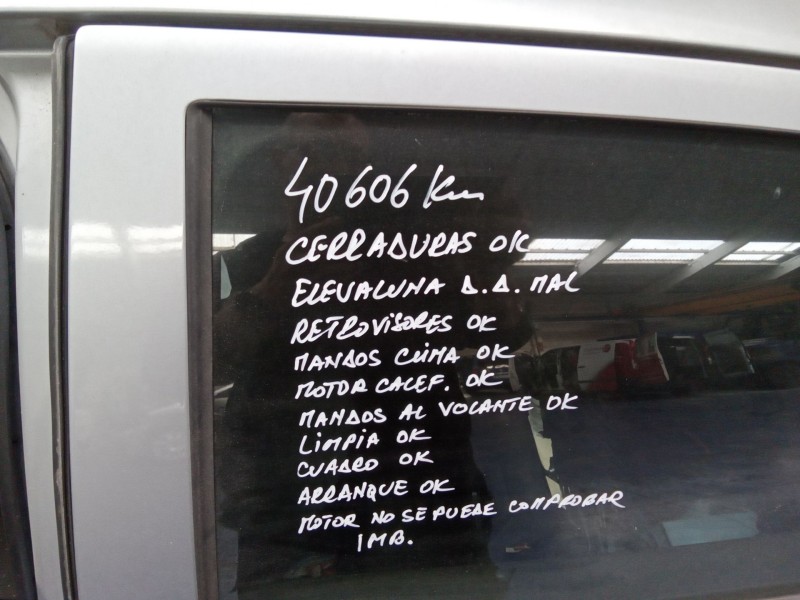 40606 Km
CERRADURAS OK
ELEVALUNA D.D. MAL
RETROVISORES OK
MANDOS CLIMA OK
MOTOR CALEF. OK
MANDOS AL VOLANTE OK
LIMPIA OK
CUADRO OK
ARRANQUE OK
MOTOR NO SE PUEDE COMPROBAR
IMB.